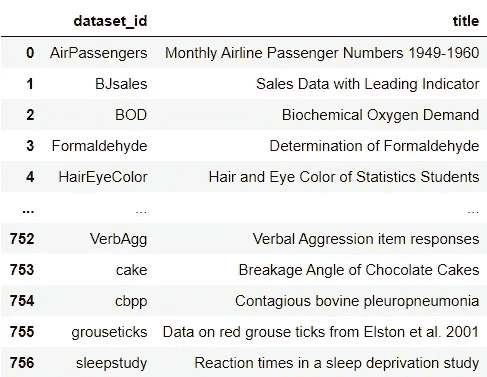 dataset_id title
0 AirPassengers Monthly Airline Passenger Numbers 1949-1960
1 BJsales Sales Data with Leading Indicator
2 BOD Biochemical Oxygen Demand
3 Formaldehyde Determination of Formaldehyde
4 HairEyeColor Hair and Eye Color of Statistics Students
... ... ...
752 VerbAgg Verbal Aggression item responses
753 cake Breakage Angle of Chocolate Cakes
754 cbpp Contagious bovine pleuropneumonia
755 grouseticks Data on red grouse ticks from Elston et al. 2001
756 sleepstudy Reaction times in a sleep deprivation study